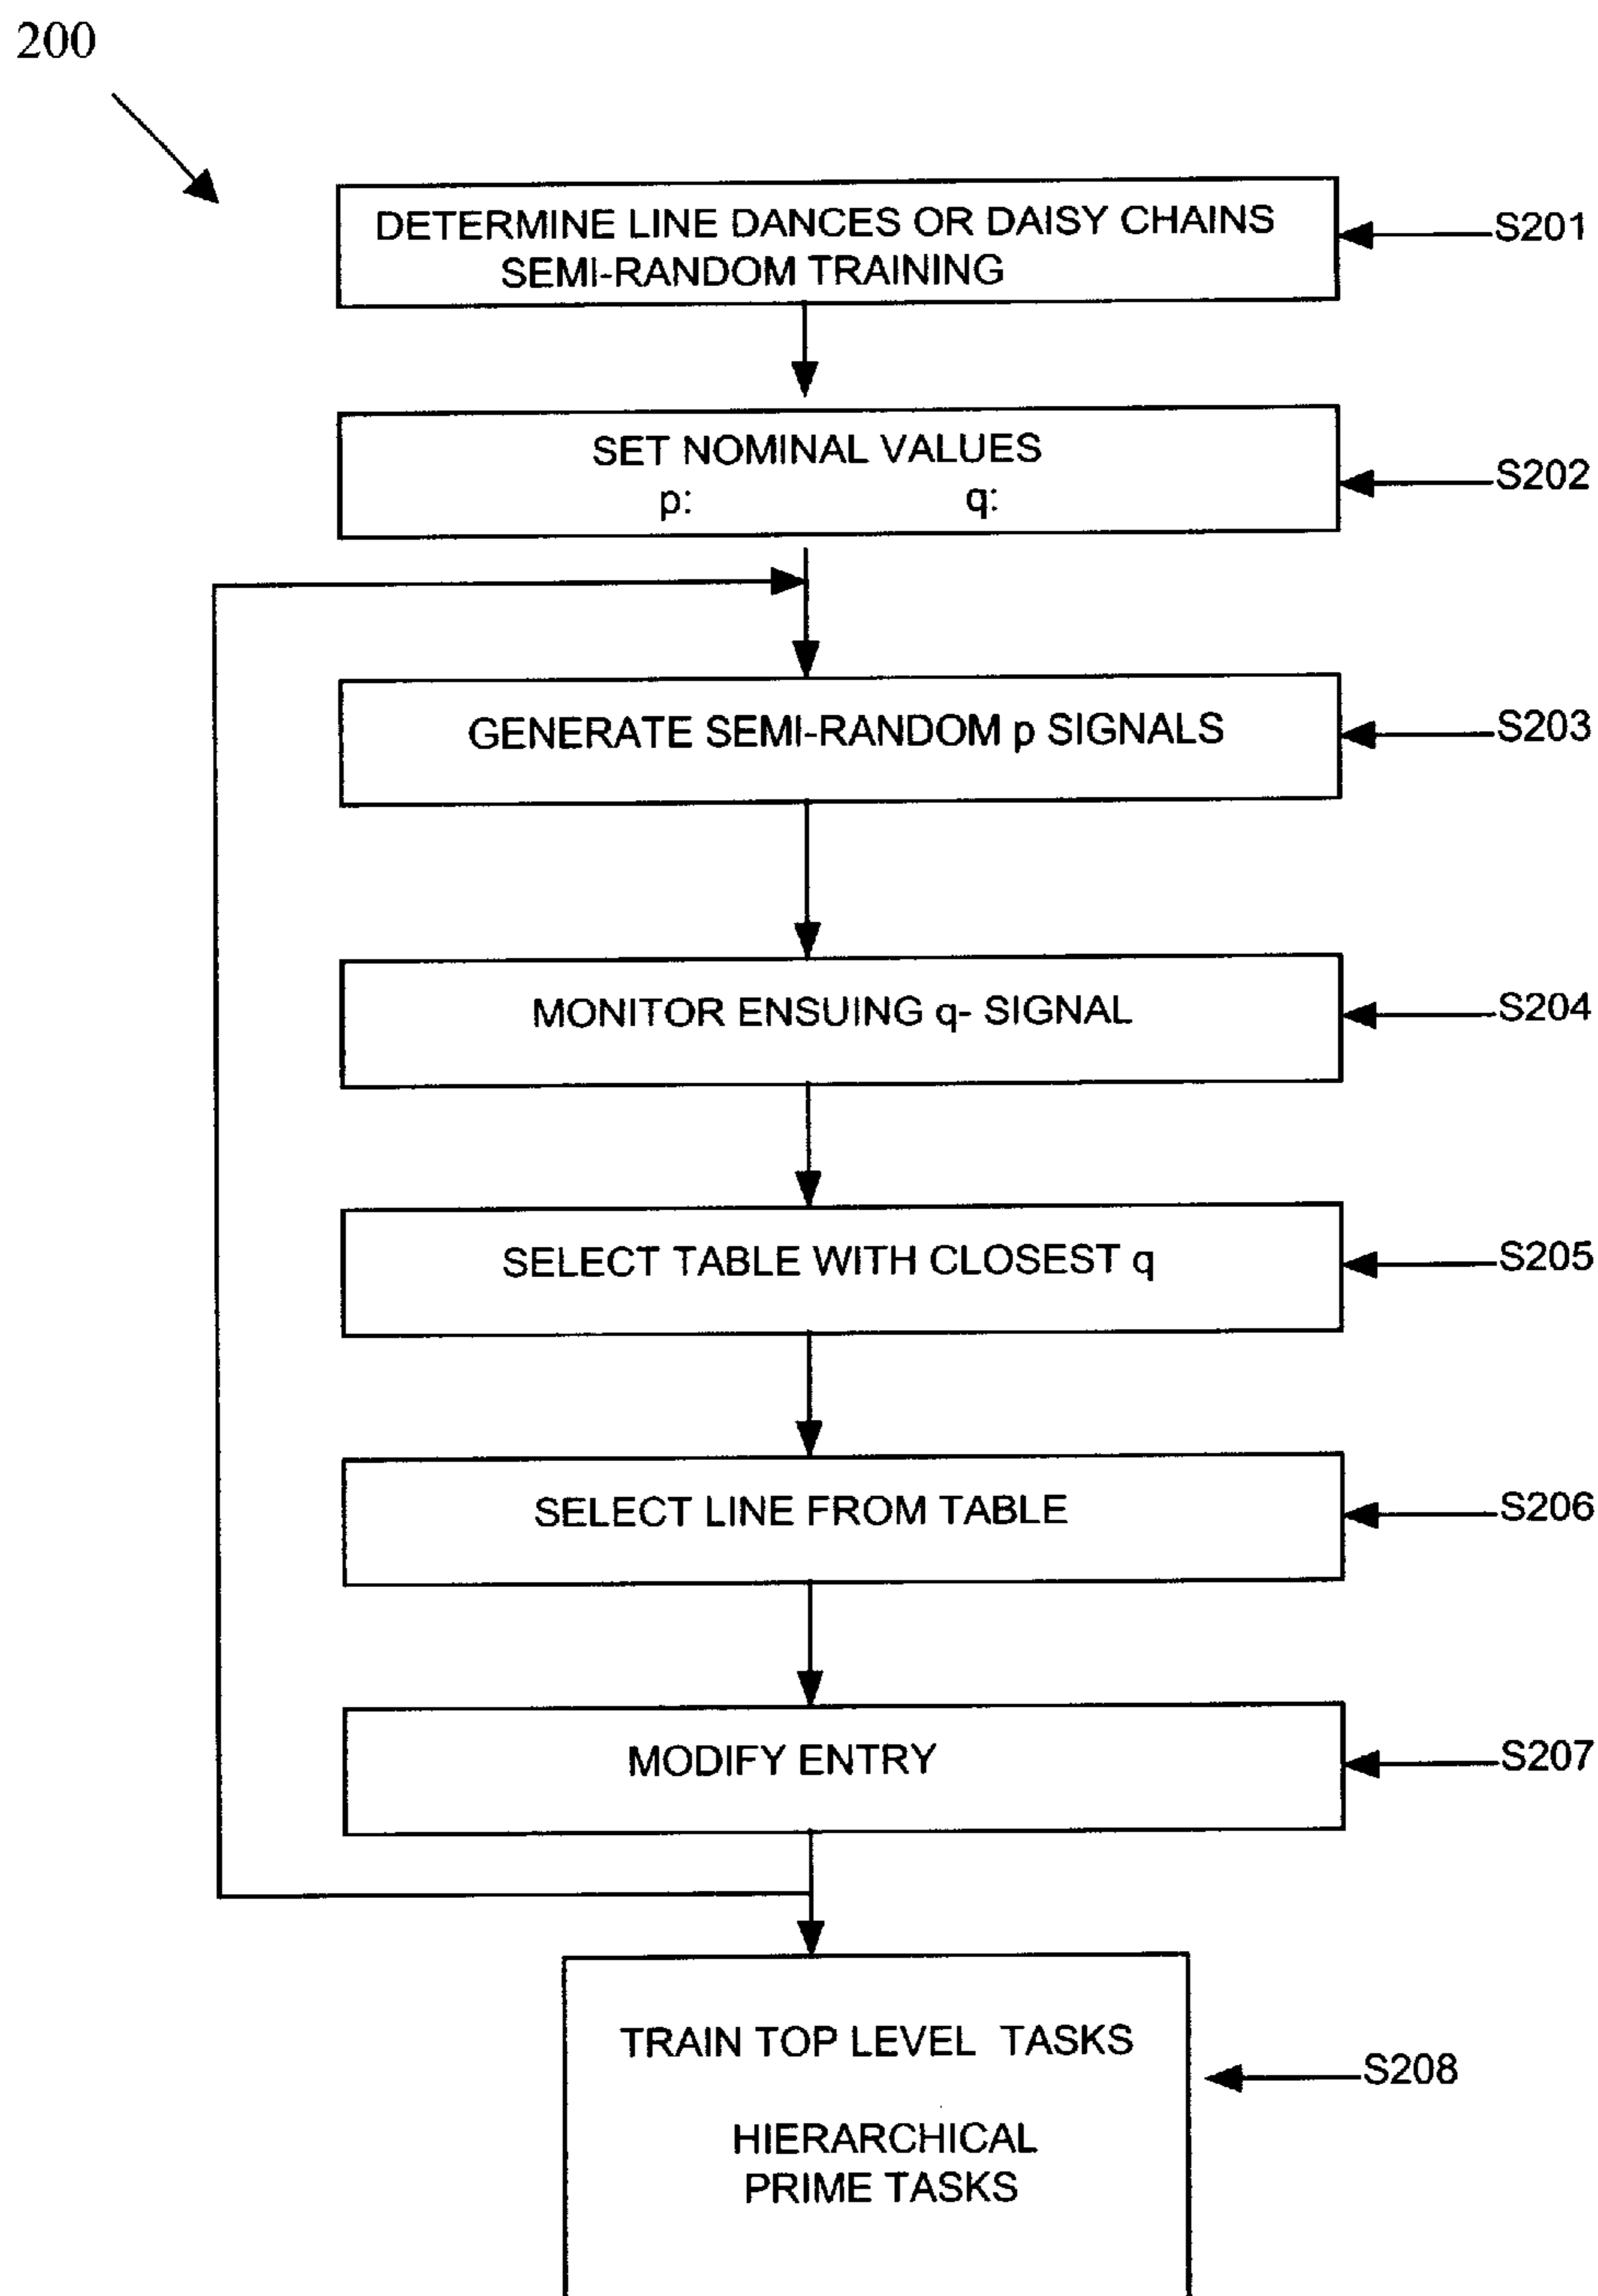 200
DETERMINE LINE DANCES OR DAISY CHAINS
SEMI-RANDOM TRAINING
S201
SET NOMINAL VALUES
p: q:
S202
GENERATE SEMI-RANDOM p SIGNALS
S203
MONITOR ENSUING q- SIGNAL
S204
SELECT TABLE WITH CLOSEST q
S205
SELECT LINE FROM TABLE
S206
MODIFY ENTRY
S207
TRAIN TOP LEVEL TASKS
S208
HIERARCHICAL
PRIME TASKS